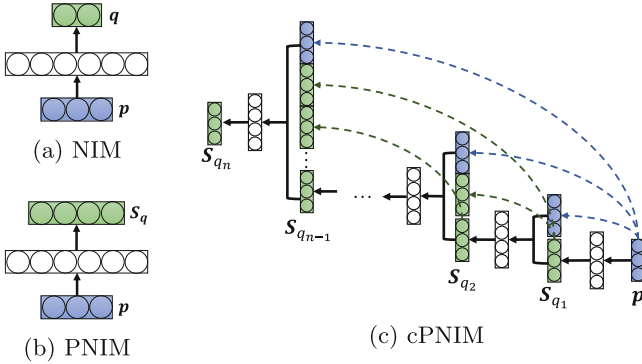 q
p
(a) NIM
S_q
p
(b) PNIM
S_{q_n}
...
S_{q_{n-1}}
...
S_{q_2}
S_{q_1}
p
(c) cPNIM